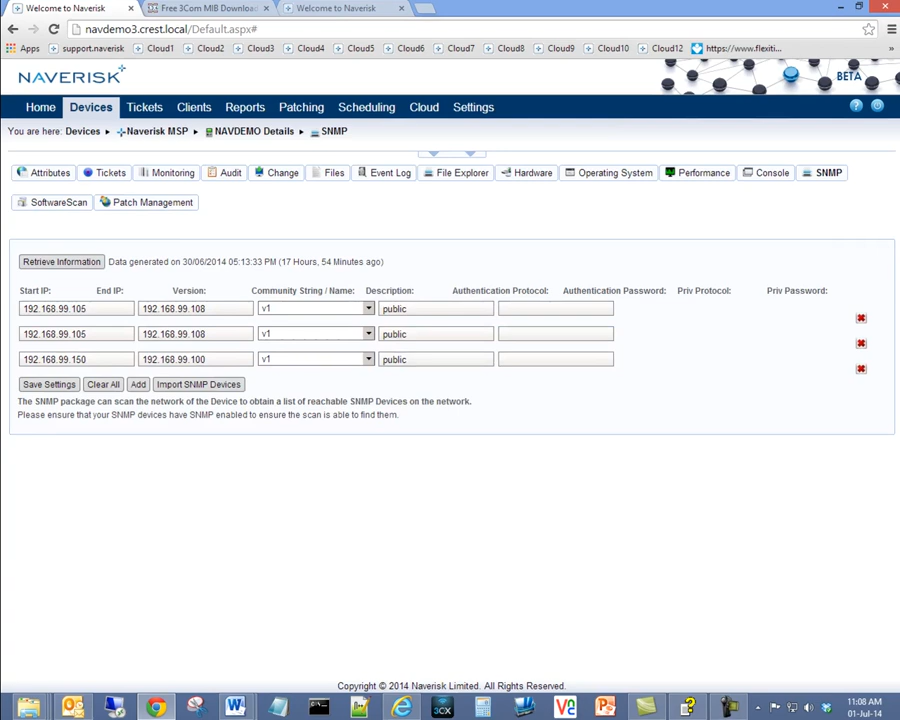 Welcome to Naverisk
Free 3Com MIB Download
Welcome to Naverisk
navdemo3.crest.local/Default.aspx#
Apps support.naverisk Cloud1 Cloud2 Cloud3 Cloud4 Cloud5 Cloud6 Cloud7 Cloud8 Cloud9 Cloud10 Cloud12 https://www.flexiti... »
NAVERISK
BETA
Home Devices Tickets Clients Reports Patching Scheduling Cloud Settings
You are here: Devices Naverisk MSP NAVDEMO Details SNMP
Attributes Tickets Monitoring Audit Change Files Event Log File Explorer Hardware Operating System Performance Console SNMP
SoftwareScan Patch Management
Retrieve Information Data generated on 30/06/2014 05:13:33 PM (17 Hours, 54 Minutes ago)
Start IP: End IP: Version: Community String / Name: Description: Authentication Protocol: Authentication Password: Priv Protocol: Priv Password:
192.168.99.105 192.168.99.108 v1 public
192.168.99.105 192.168.99.108 v1 public
192.168.99.150 192.168.99.100 v1 public
Save Settings Clear All Add Import SNMP Devices
The SNMP package can scan the network of the Device to obtain a list of reachable SNMP Devices on the network.
Please ensure that your SNMP devices have SNMP enabled to ensure the scan is able to find them.
Copyright © 2014 Naverisk Limited. All Rights Reserved.
3CX
11:08 AM
01-Jul-14